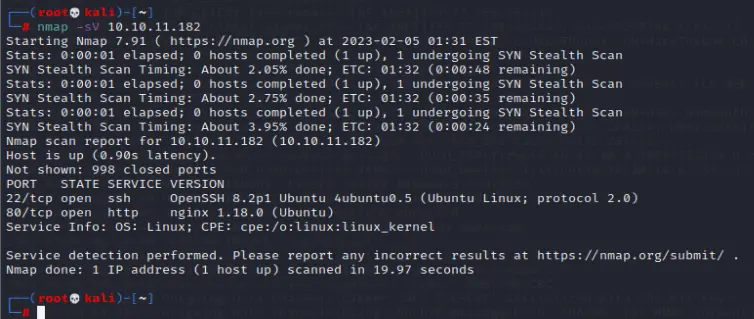 ┌──(root💀kali)-[~]
└─# nmap -sV 10.10.11.182
Starting Nmap 7.91 ( https://nmap.org ) at 2023-02-05 01:31 EST
Stats: 0:00:01 elapsed; 0 hosts completed (1 up), 1 undergoing SYN Stealth Scan
SYN Stealth Scan Timing: About 2.05% done; ETC: 01:32 (0:00:48 remaining)
Stats: 0:00:01 elapsed; 0 hosts completed (1 up), 1 undergoing SYN Stealth Scan
SYN Stealth Scan Timing: About 2.75% done; ETC: 01:32 (0:00:35 remaining)
Stats: 0:00:01 elapsed; 0 hosts completed (1 up), 1 undergoing SYN Stealth Scan
SYN Stealth Scan Timing: About 3.95% done; ETC: 01:32 (0:00:24 remaining)
Nmap scan report for 10.10.11.182 (10.10.11.182)
Host is up (0.90s latency).
Not shown: 998 closed ports
PORT   STATE SERVICE VERSION
22/tcp open  ssh     OpenSSH 8.2p1 Ubuntu 4ubuntu0.5 (Ubuntu Linux; protocol 2.0)
80/tcp open  http    nginx 1.18.0 (Ubuntu)
Service Info: OS: Linux; CPE: cpe:/o:linux:linux_kernel
Service detection performed. Please report any incorrect results at https://nmap.org/submit/ .
Nmap done: 1 IP address (1 host up) scanned in 19.97 seconds
┌──(root💀kali)-[~]
└─#